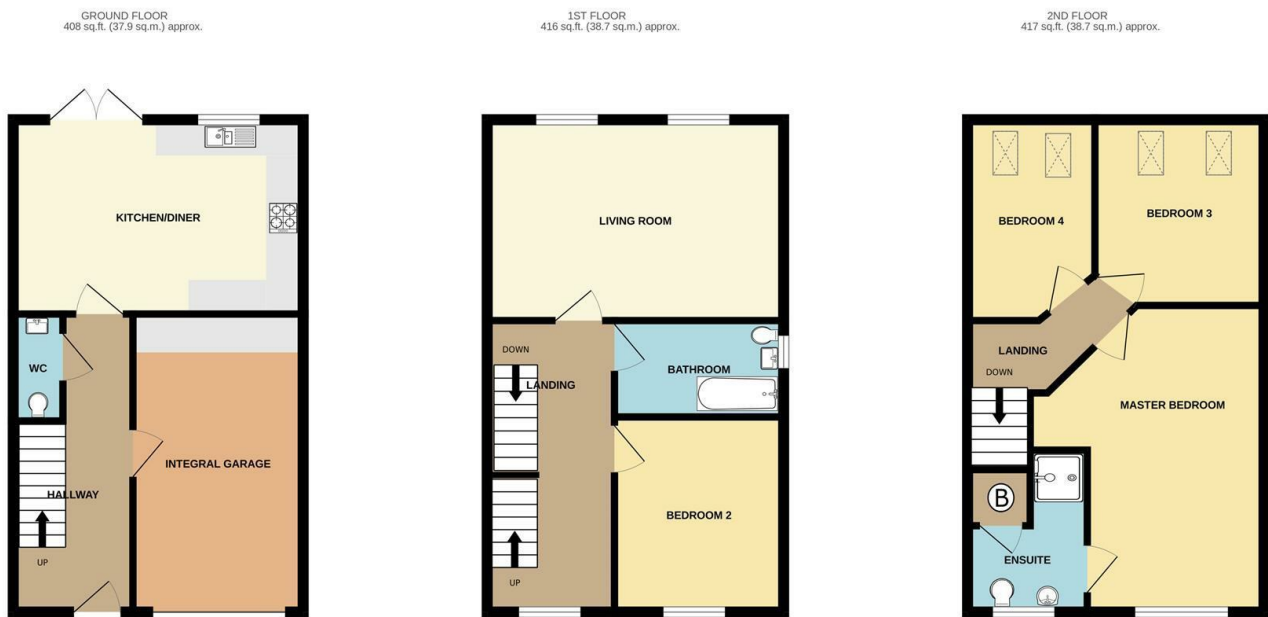 GROUND FLOOR
408 sq.ft. (37.9 sq.m.) approx.
KITCHEN/DINER
WC
INTEGRAL GARAGE
HALLWAY
UP
1ST FLOOR
416 sq.ft. (38.7 sq.m.) approx.
LIVING ROOM
DOWN
LANDING
BATHROOM
BEDROOM 2
UP
2ND FLOOR
417 sq.ft. (38.7 sq.m.) approx.
BEDROOM 4
BEDROOM 3
LANDING
DOWN
MASTER BEDROOM
B
ENSUITE